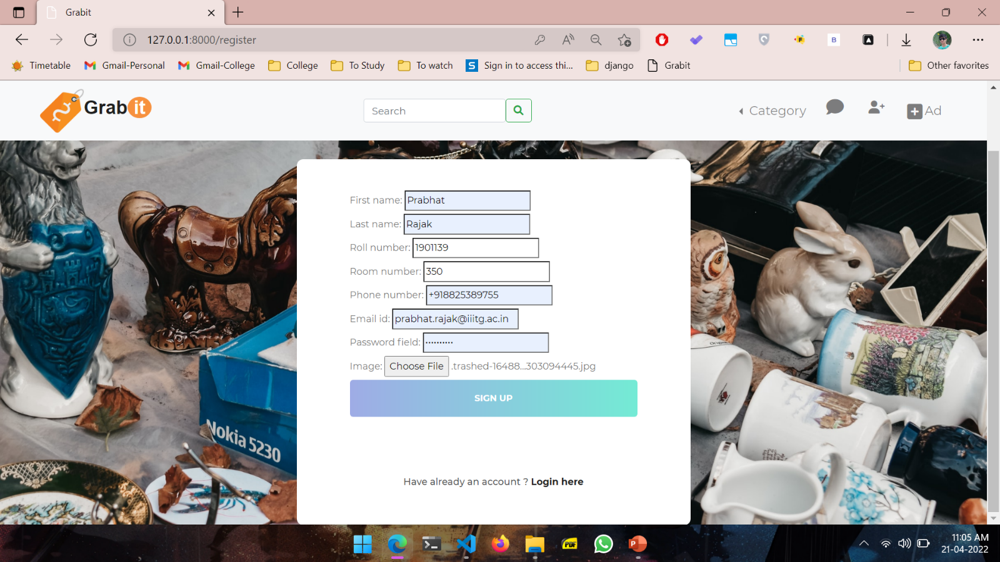 Grabit
127.0.0.1:8000/register
Timetable
Gmail-Personal
Gmail-College
College
To Study
To watch
S
Sign in to access thi...
django
Grabit
Other favorites
Grabit
Search
Category
Ad
First name: Prabhat
Last name: Rajak
Roll number: 1901139
Room number: 350
Phone number: +918825389755
Email id: prabhat.rajak@iiitg.ac.in
Password field: ••••••••••
Image: Choose File .trashed-16488...303094445.jpg
SIGN UP
Nokia 5230
Have already an account ? Login here
PDF
11:05 AM
21-04-2022